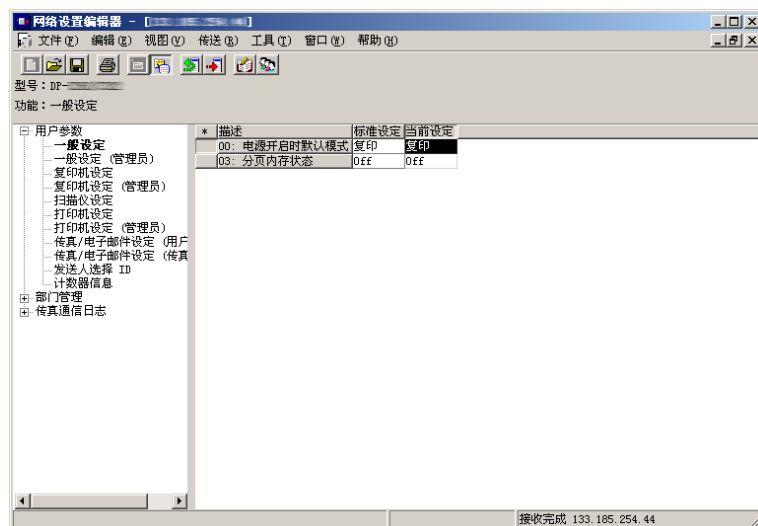 网络设置编辑器 - [
文件(F) 编辑(E) 视图(V) 传送(R) 工具(T) 窗口(W) 帮助(H)
型号：DP-
功能：一般设定
用户参数
一般设定
一般设定 (管理员)
复印机设定
复印机设定 (管理员)
扫描仪设定
打印机设定
打印机设定 (管理员)
传真/电子邮件设定 (用户
传真/电子邮件设定 (传真
发送人选择 ID
计数器信息
部门管理
传真通信日志
* 描述 标准设定 当前设定
00: 电源开启时默认模式 复印 复印
03: 分页内存状态 Off Off
接收完成 133.185.254.44